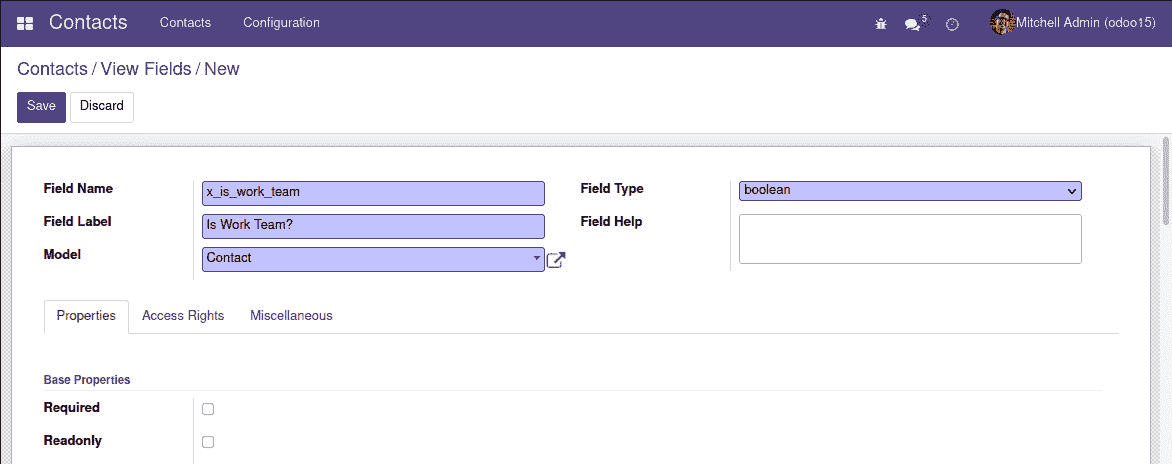 Contacts Contacts Configuration 5 Mitchell Admin (odoo15)
Contacts / View Fields / New
Save Discard
Field Name x_is_work_team Field Type boolean
Field Label Is Work Team? Field Help
Model Contact
Properties Access Rights Miscellaneous
Base Properties
Required
Readonly